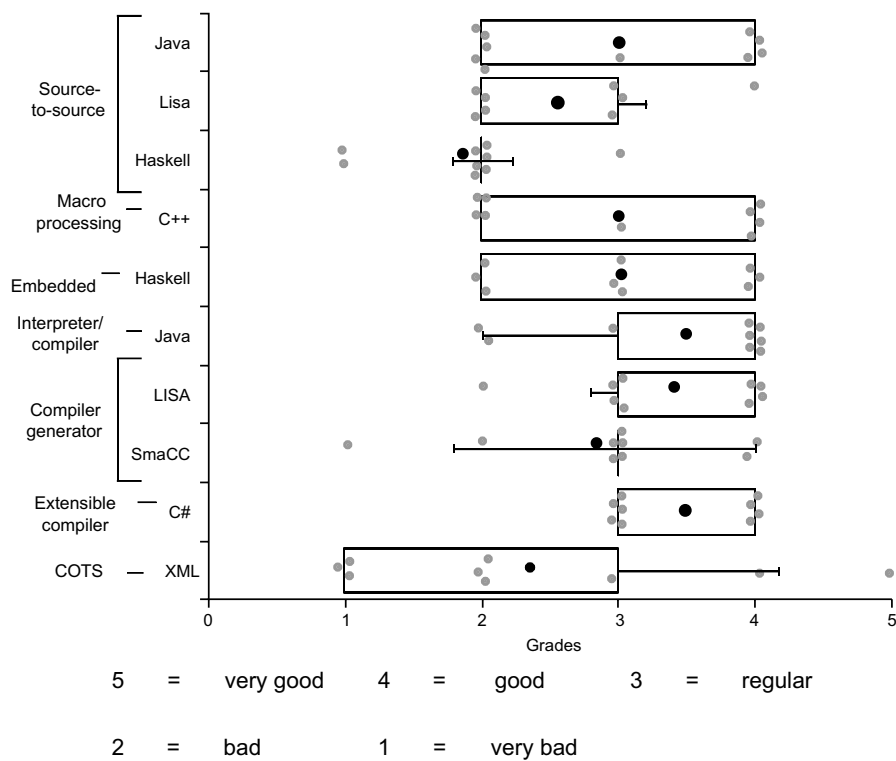 Source-
to-source
Java
Lisa
Haskell
Macro
processing
C++
Embedded
Haskell
Interpreter/
compiler
Java
Compiler
generator
LISA
SmaCC
Extensible
compiler
C#
COTS
XML
0 1 2 3 4 5
Grades
5 = very good 4 = good 3 = regular
2 = bad 1 = very bad